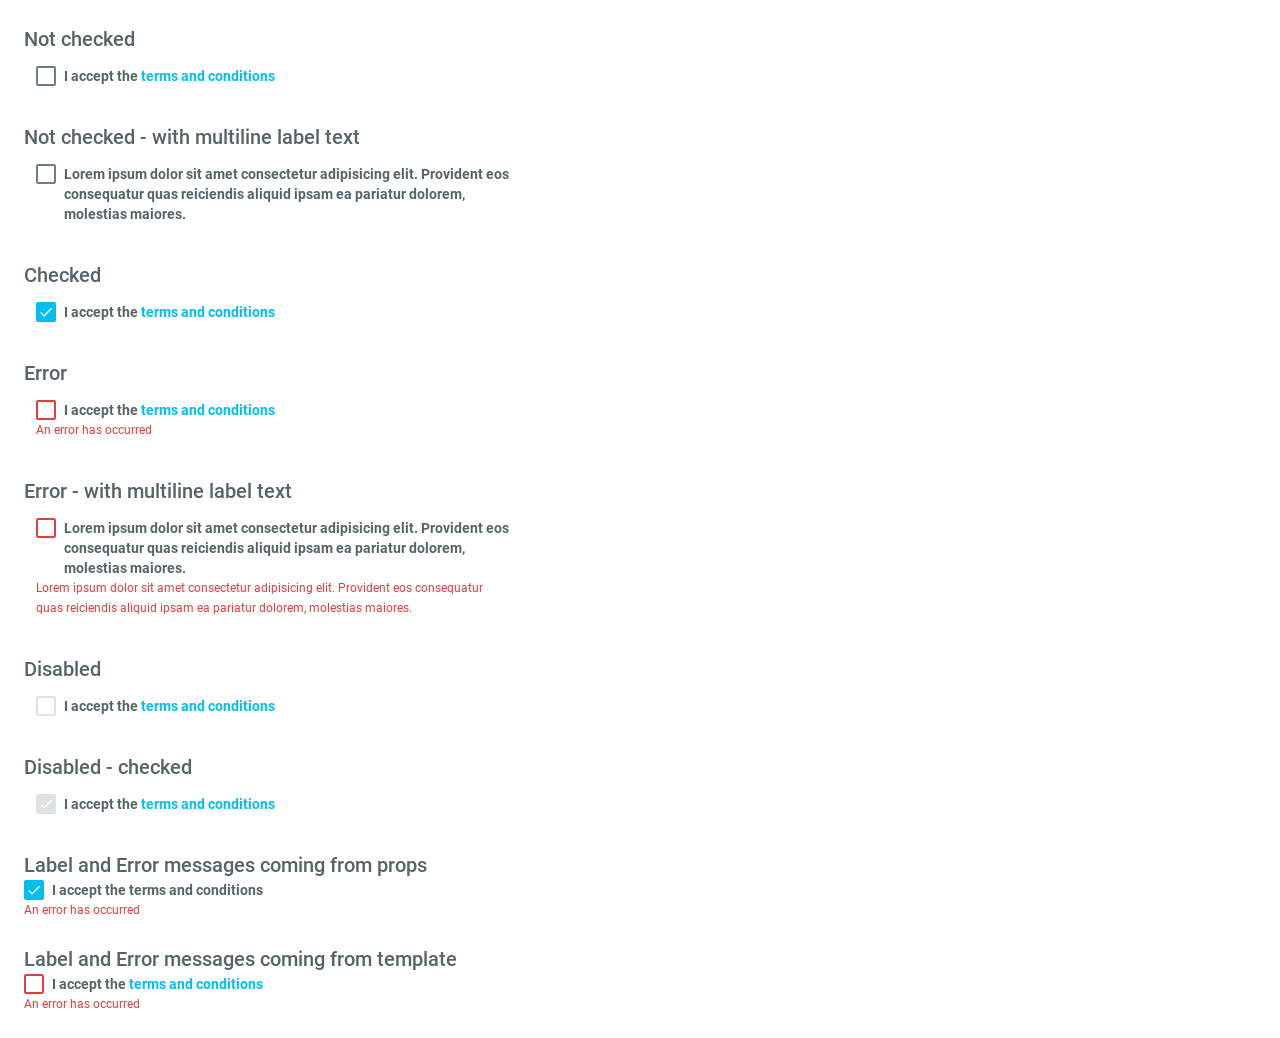 Not checked
I accept the terms and conditions
Not checked - with multiline label text
Lorem ipsum dolor sit amet consectetur adipisicing elit. Provident eos
consequatur quas reiciendis aliquid ipsam ea pariatur dolorem,
molestias maiores.
Checked
I accept the terms and conditions
Error
I accept the terms and conditions
An error has occurred
Error - with multiline label text
Lorem ipsum dolor sit amet consectetur adipisicing elit. Provident eos
consequatur quas reiciendis aliquid ipsam ea pariatur dolorem,
molestias maiores.
Lorem ipsum dolor sit amet consectetur adipisicing elit. Provident eos consequatur
quas reiciendis aliquid ipsam ea pariatur dolorem, molestias maiores.
Disabled
I accept the terms and conditions
Disabled - checked
I accept the terms and conditions
Label and Error messages coming from props
I accept the terms and conditions
An error has occurred
Label and Error messages coming from template
I accept the terms and conditions
An error has occurred